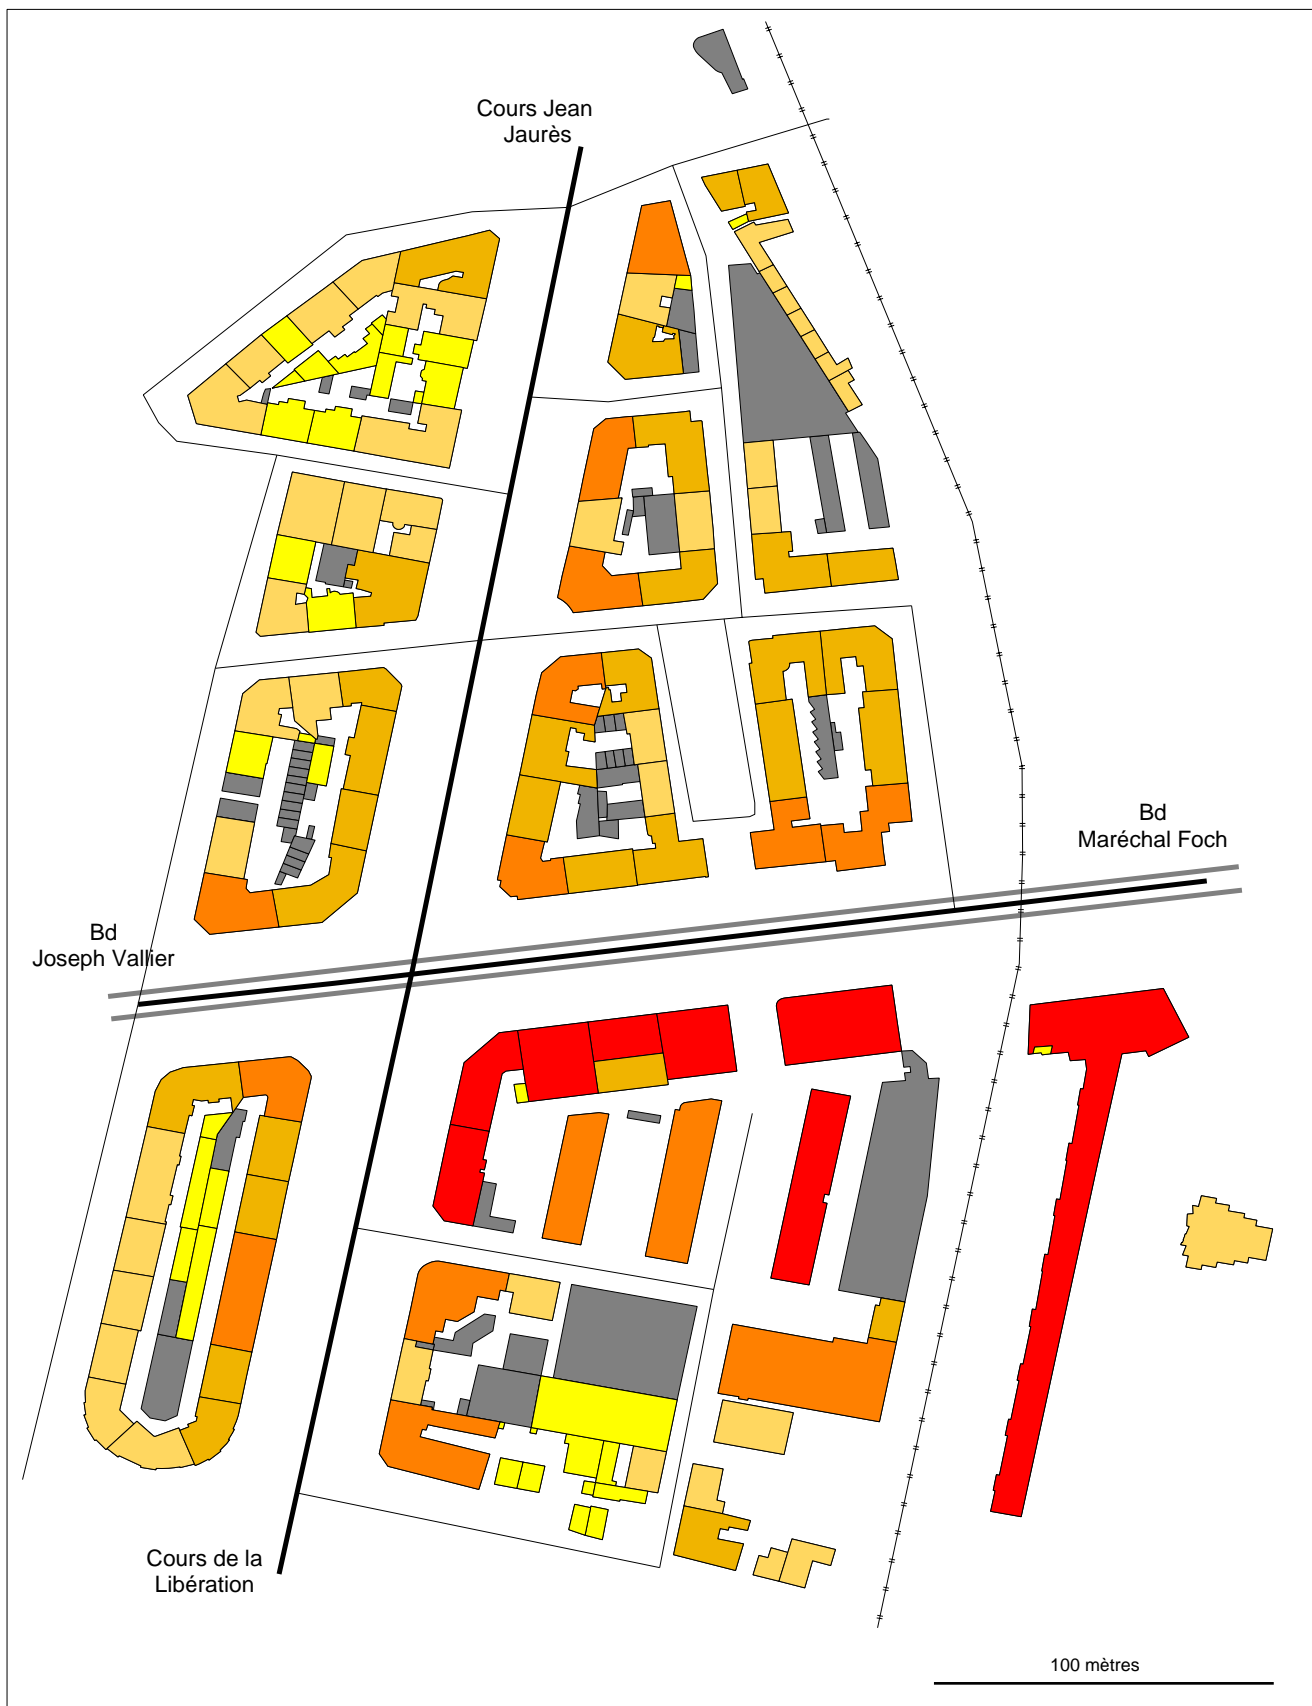 Cours Jean
Jaurès
Bd
Maréchal Foch
Bd
Joseph Vallier
Cours de la
Libération
100 mètres